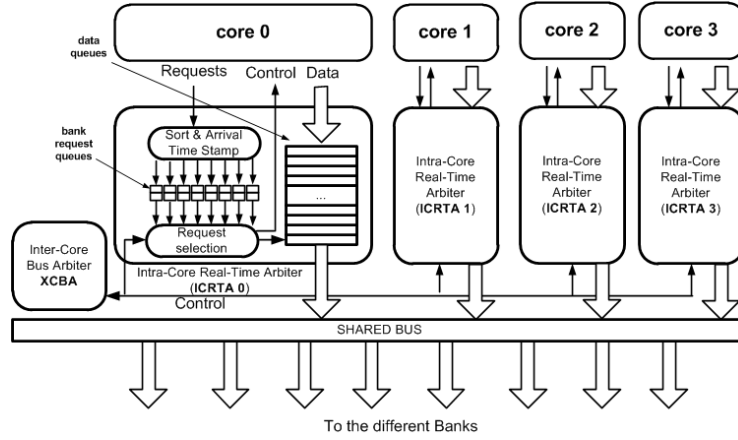 core 0
core 1
core 2
core 3
data
queues
Requests
Control
Data
bank
request
queues
Sort & Arrival
Time Stamp
...
Request
selection
Intra-Core Real-Time Arbiter
(ICRTA 0)
Intra-Core
Real-Time
Arbiter
(ICRTA 1)
Intra-Core
Real-Time
Arbiter
(ICRTA 2)
Intra-Core
Real-Time
Arbiter
(ICRTA 3)
Inter-Core
Bus Arbiter
XCBA
Control
SHARED BUS
To the different Banks